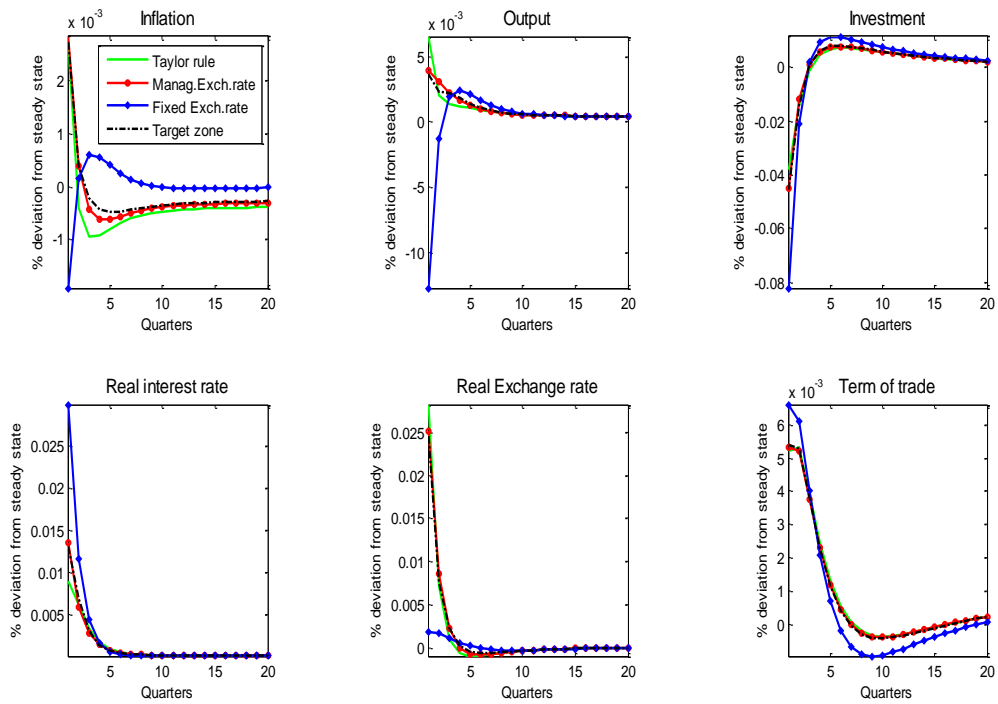 Inflation
x 10⁻³
% deviation from steady state
2
1
0
-1
5 10 15 20
Quarters
Taylor rule
Manag.Exch.rate
Fixed Exch.rate
Target zone
Output
x 10⁻³
% deviation from steady state
5
0
-5
-10
5 10 15 20
Quarters
Investment
% deviation from steady state
0
-0.02
-0.04
-0.06
-0.08
5 10 15 20
Quarters
Real interest rate
% deviation from steady state
0.025
0.02
0.015
0.01
0.005
5 10 15 20
Quarters
Real Exchange rate
% deviation from steady state
0.025
0.02
0.015
0.01
0.005
0
5 10 15 20
Quarters
Term of trade
x 10⁻³
% deviation from steady state
6
5
4
3
2
1
0
5 10 15 20
Quarters